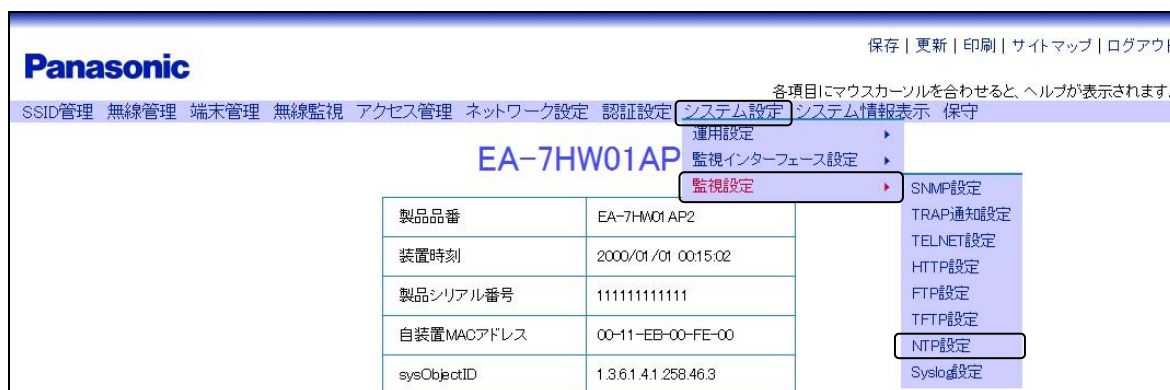 保存 | 更新 | 印刷 | サイトマップ | ログアウト
Panasonic
各項目にマウスカーソルを合わせると、ヘルプが表示されます。
SSID管理 無線管理 端末管理 無線監視 アクセス管理 ネットワーク設定 認証設定 システム設定 システム情報表示 保守
運用設定
監視インターフェース設定
監視設定
SNMP設定
TRAP通知設定
TELNET設定
HTTP設定
FTP設定
TFTP設定
NTP設定
Syslog設定
EA-7HW01AP
製品品番 EA-7HW01AP2
装置時刻 2000/01/01 00:15:02
製品シリアル番号 111111111111
自装置MACアドレス 00-11-EB-00-FE-00
sysObjectID 1.3.6.1.4.1.258.46.3